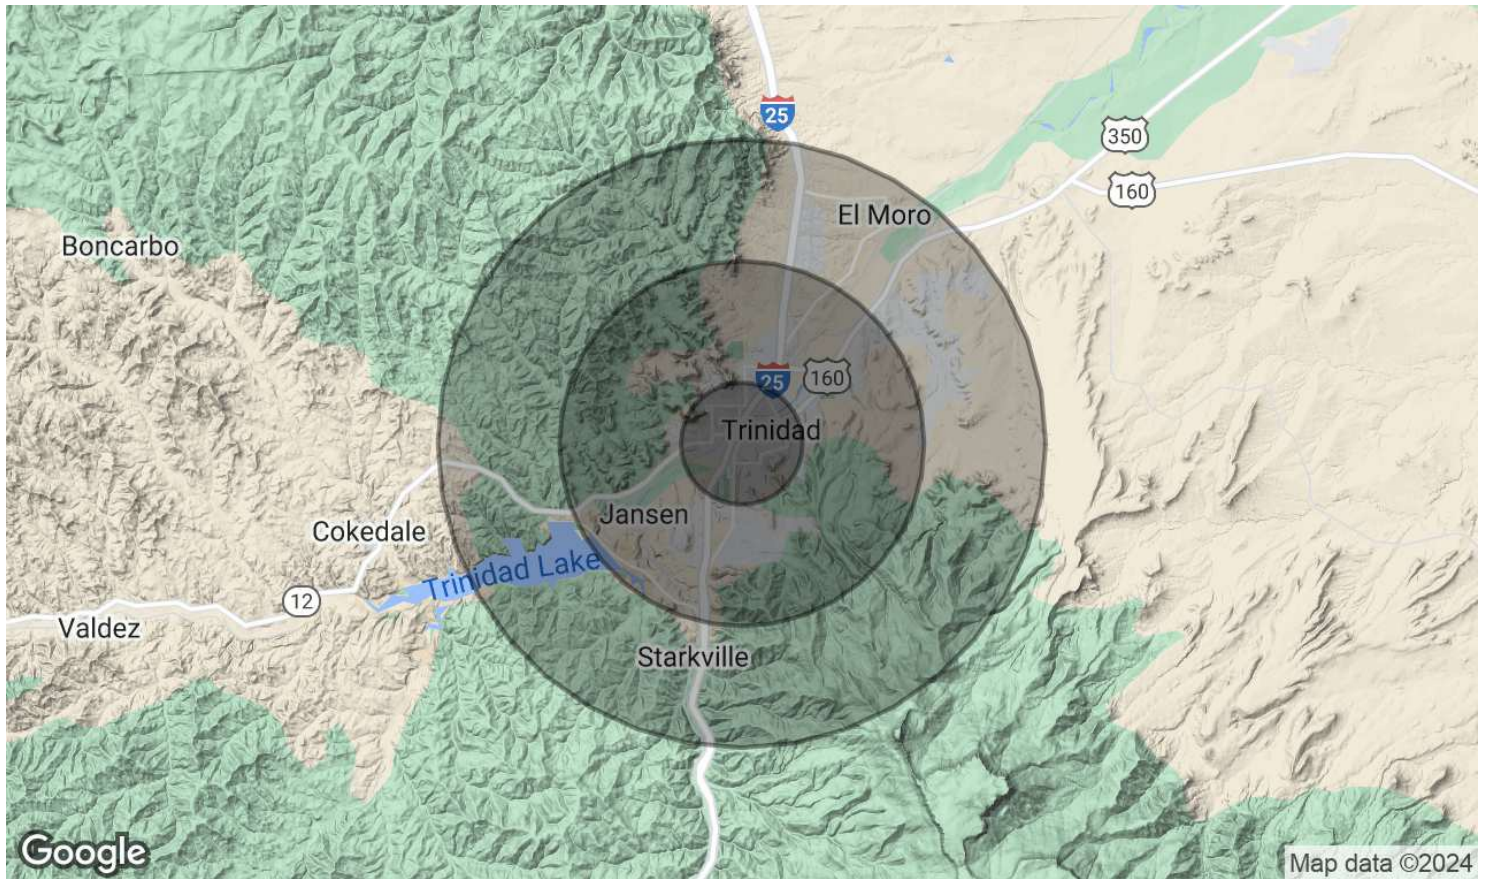 25
350
160
El Moro
Boncarbo
25
160
Trinidad
Jansen
Cokedale
Trinidad Lake
12
Valdez
Starkville
Google
Map data ©2024